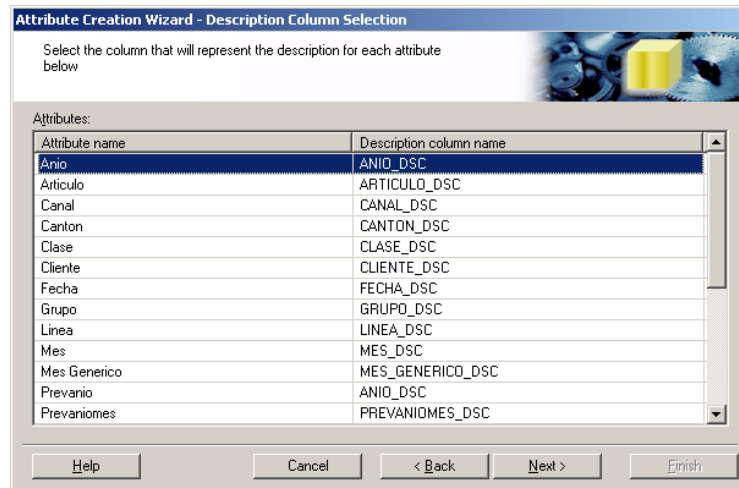 Attribute Creation Wizard - Description Column Selection
Select the column that will represent the description for each attribute
below
Attributes:
Attribute name Description column name
Anio ANIO_DSC
Articulo ARTICULO_DSC
Canal CANAL_DSC
Canton CANTON_DSC
Clase CLASE_DSC
Cliente CLIENTE_DSC
Fecha FECHA_DSC
Grupo GRUPO_DSC
Linea LINEA_DSC
Mes MES_DSC
Mes Generico MES_GENERICO_DSC
Prevanio ANIO_DSC
Prevaniomes PREVANIOMES_DSC
Help Cancel < Back Next > Finish